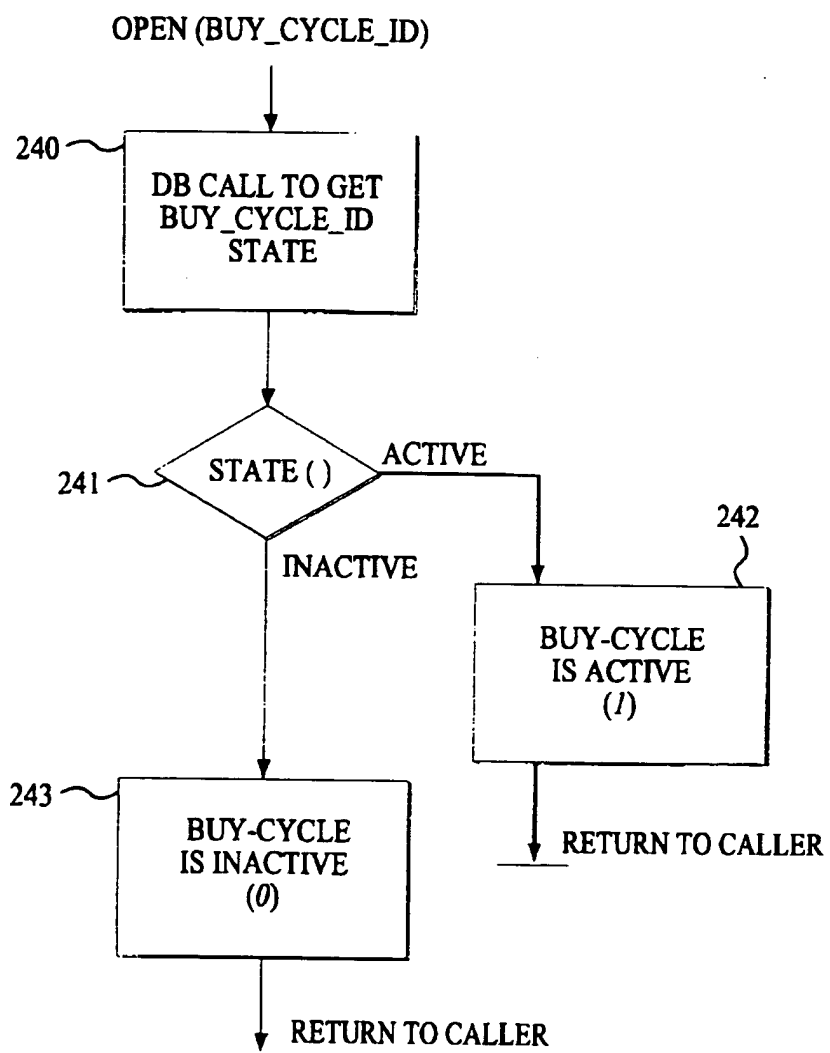 OPEN (BUY_CYCLE_ID)
240
DB CALL TO GET
BUY_CYCLE_ID
STATE
241
STATE ( )
ACTIVE
INACTIVE
242
BUY-CYCLE
IS ACTIVE
(1)
RETURN TO CALLER
243
BUY-CYCLE
IS INACTIVE
(0)
RETURN TO CALLER